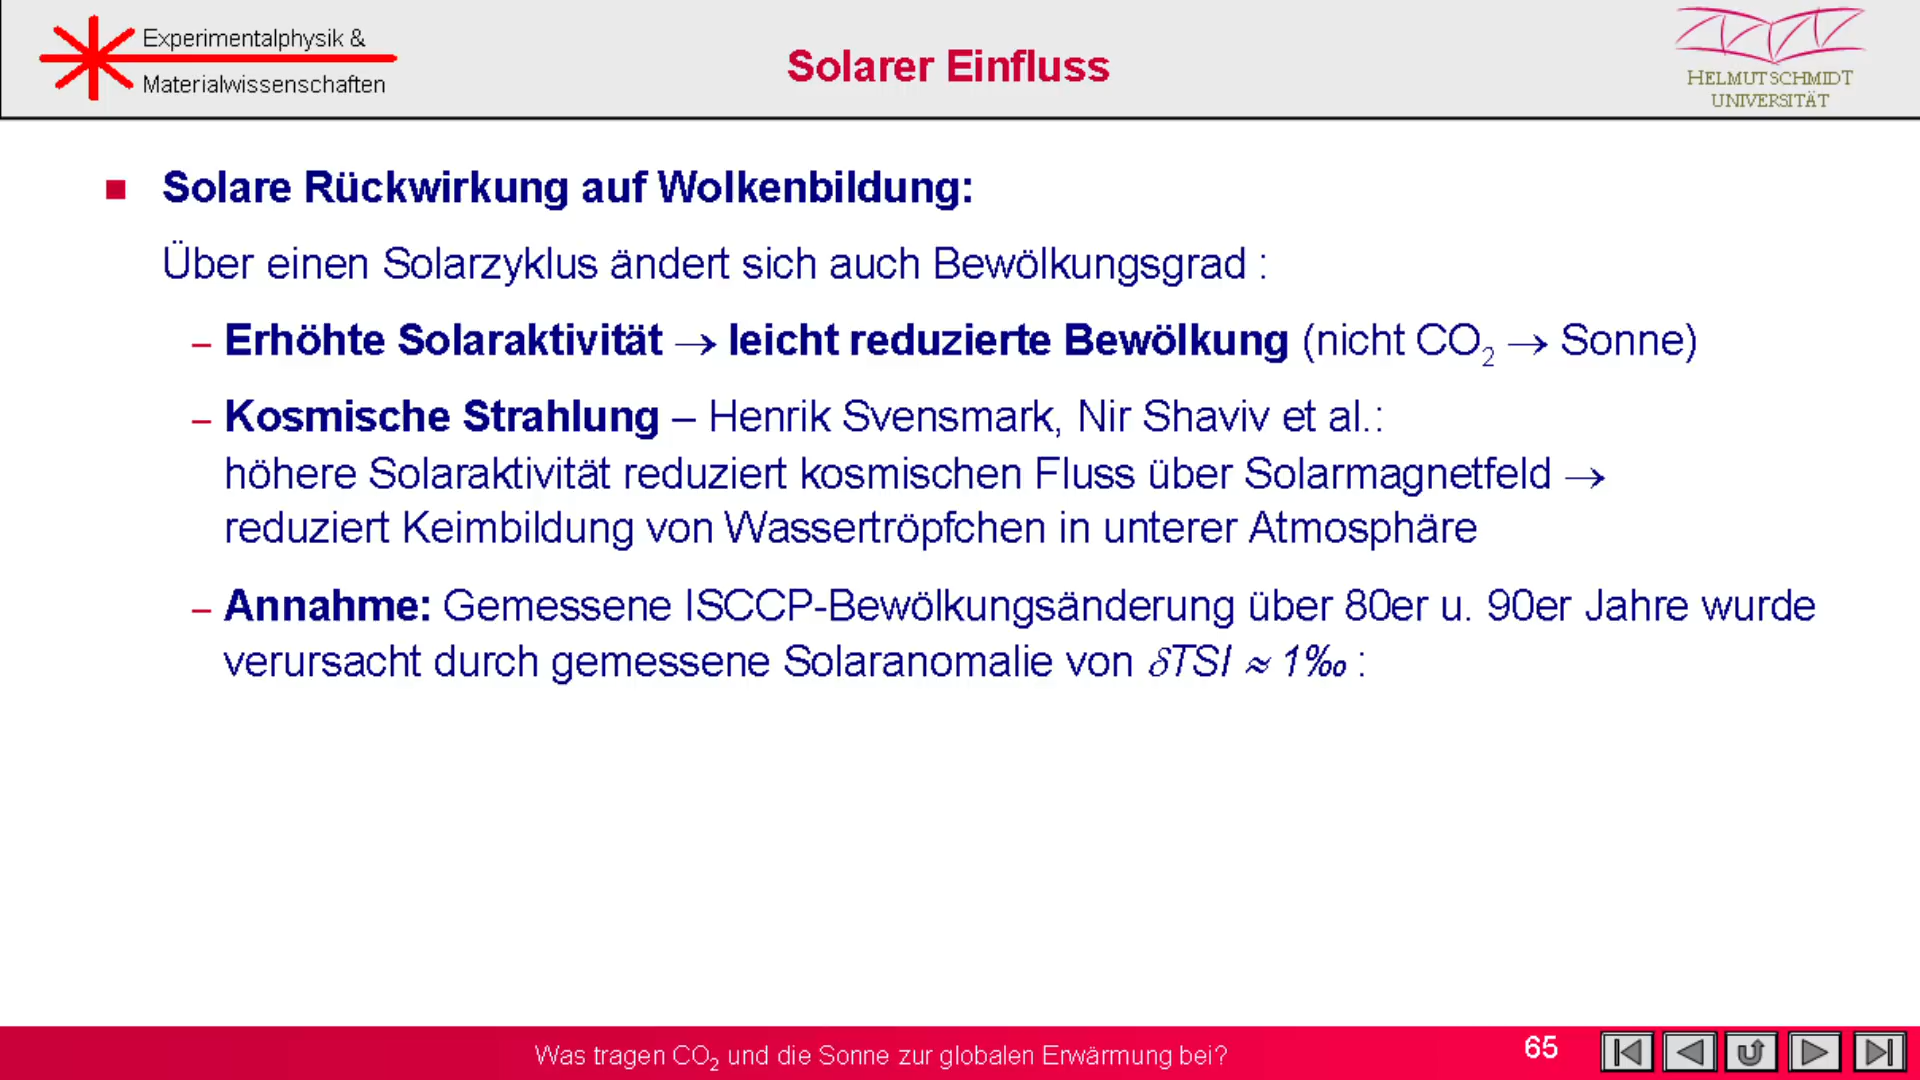 Experimentalphysik &
Materialwissenschaften
Solarer Einfluss
HELMUT SCHMIDT
UNIVERSITÄT
Solare Rückwirkung auf Wolkenbildung:
Über einen Solarzyklus ändert sich auch Bewölkungsgrad :
– Erhöhte Solaraktivität → leicht reduzierte Bewölkung (nicht CO₂ → Sonne)
– Kosmische Strahlung – Henrik Svensmark, Nir Shaviv et al.:
höhere Solaraktivität reduziert kosmischen Fluss über Solarmagnetfeld →
reduziert Keimbildung von Wassertröpfchen in unterer Atmosphäre
– Annahme: Gemessene ISCCP-Bewölkungsänderung über 80er u. 90er Jahre wurde
verursacht durch gemessene Solaranomalie von δTSI ≈ 1‰ :
Was tragen CO₂ und die Sonne zur globalen Erwärmung bei?
65